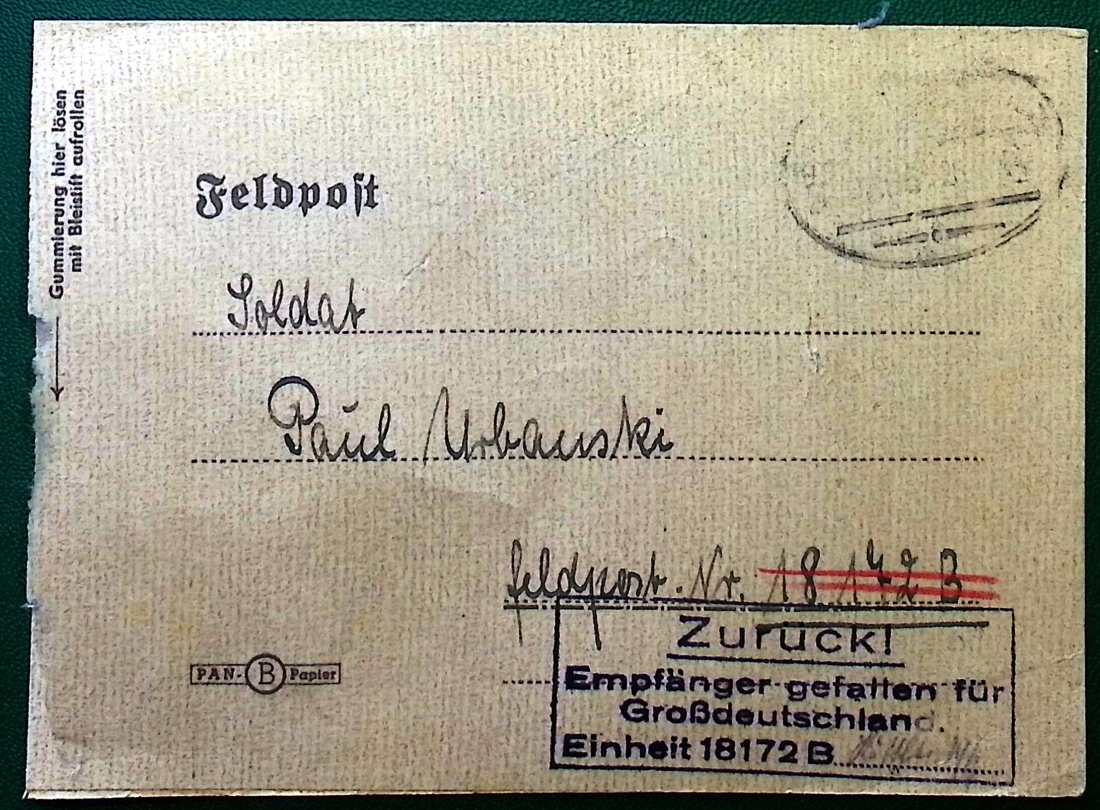 Gummierung hier lösen
mit Bleistift aufrollen
Feldpost
Soldat
Paul Urbanski
Feldpost. Nr. 18172 B
Zurück!
Empfänger gefallen für
Großdeutschland.
Einheit 18172 B
PAN- B Papier